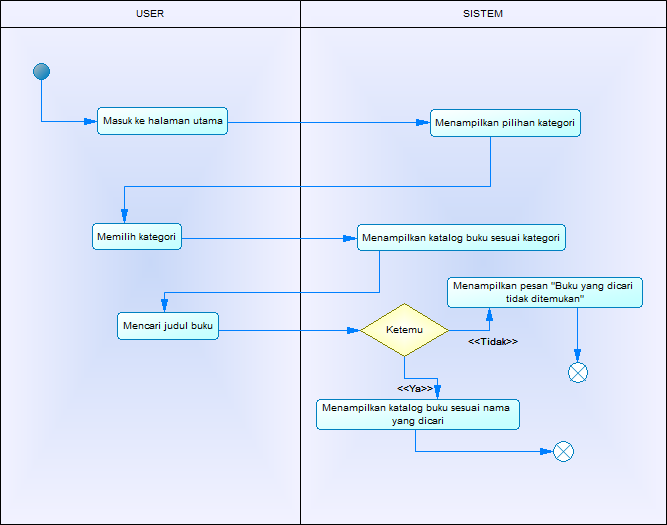 USER
SISTEM
Masuk ke halaman utama
Menampilkan pilihan kategori
Memilih kategori
Menampilkan katalog buku sesuai kategori
Menampilkan pesan "Buku yang dicari
tidak ditemukan"
Mencari judul buku
Ketemu
<<Tidak>>
<<Ya>>
Menampilkan katalog buku sesuai nama
yang dicari